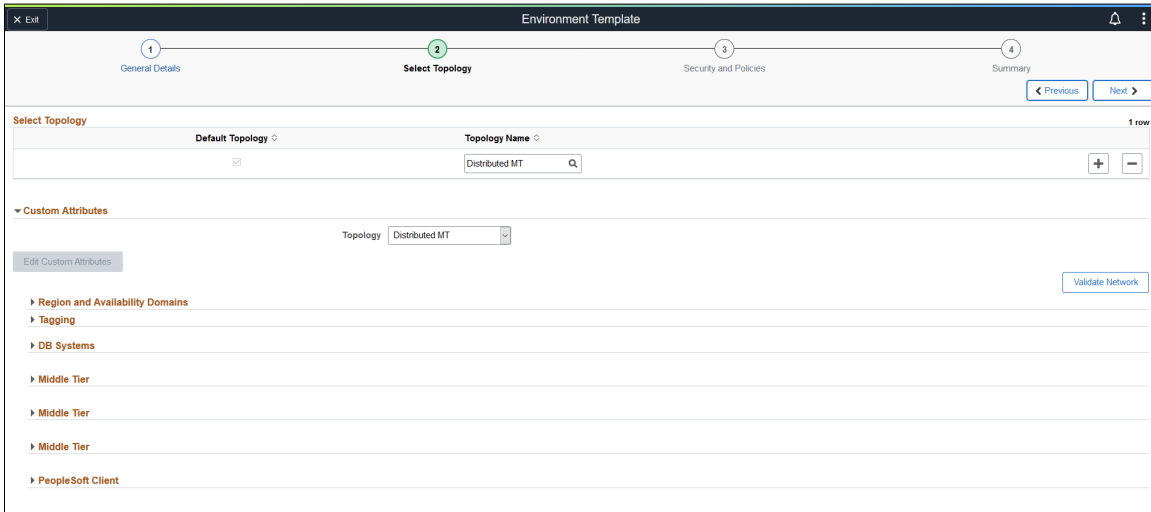 Exit
Environment Template
1
2
3
4
General Details
Select Topology
Security and Policies
Summary
Previous
Next
Select Topology
1 row
Default Topology
Topology Name
Distributed MT
Custom Attributes
Topology
Distributed MT
Edit Custom Attributes
Validate Network
Region and Availability Domains
Tagging
DB Systems
Middle Tier
Middle Tier
Middle Tier
PeopleSoft Client